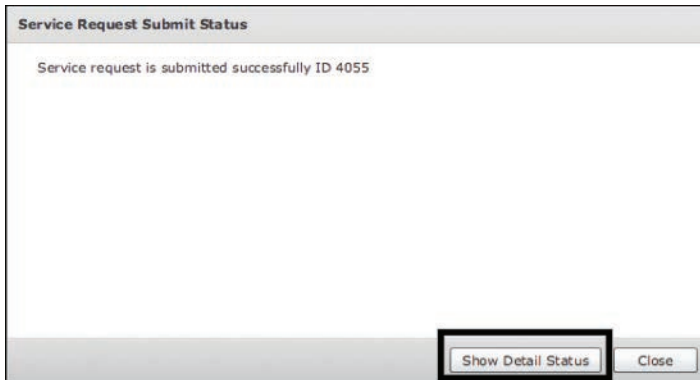 Service Request Submit Status
Service request is submitted successfully ID 4055
Show Detail Status
Close